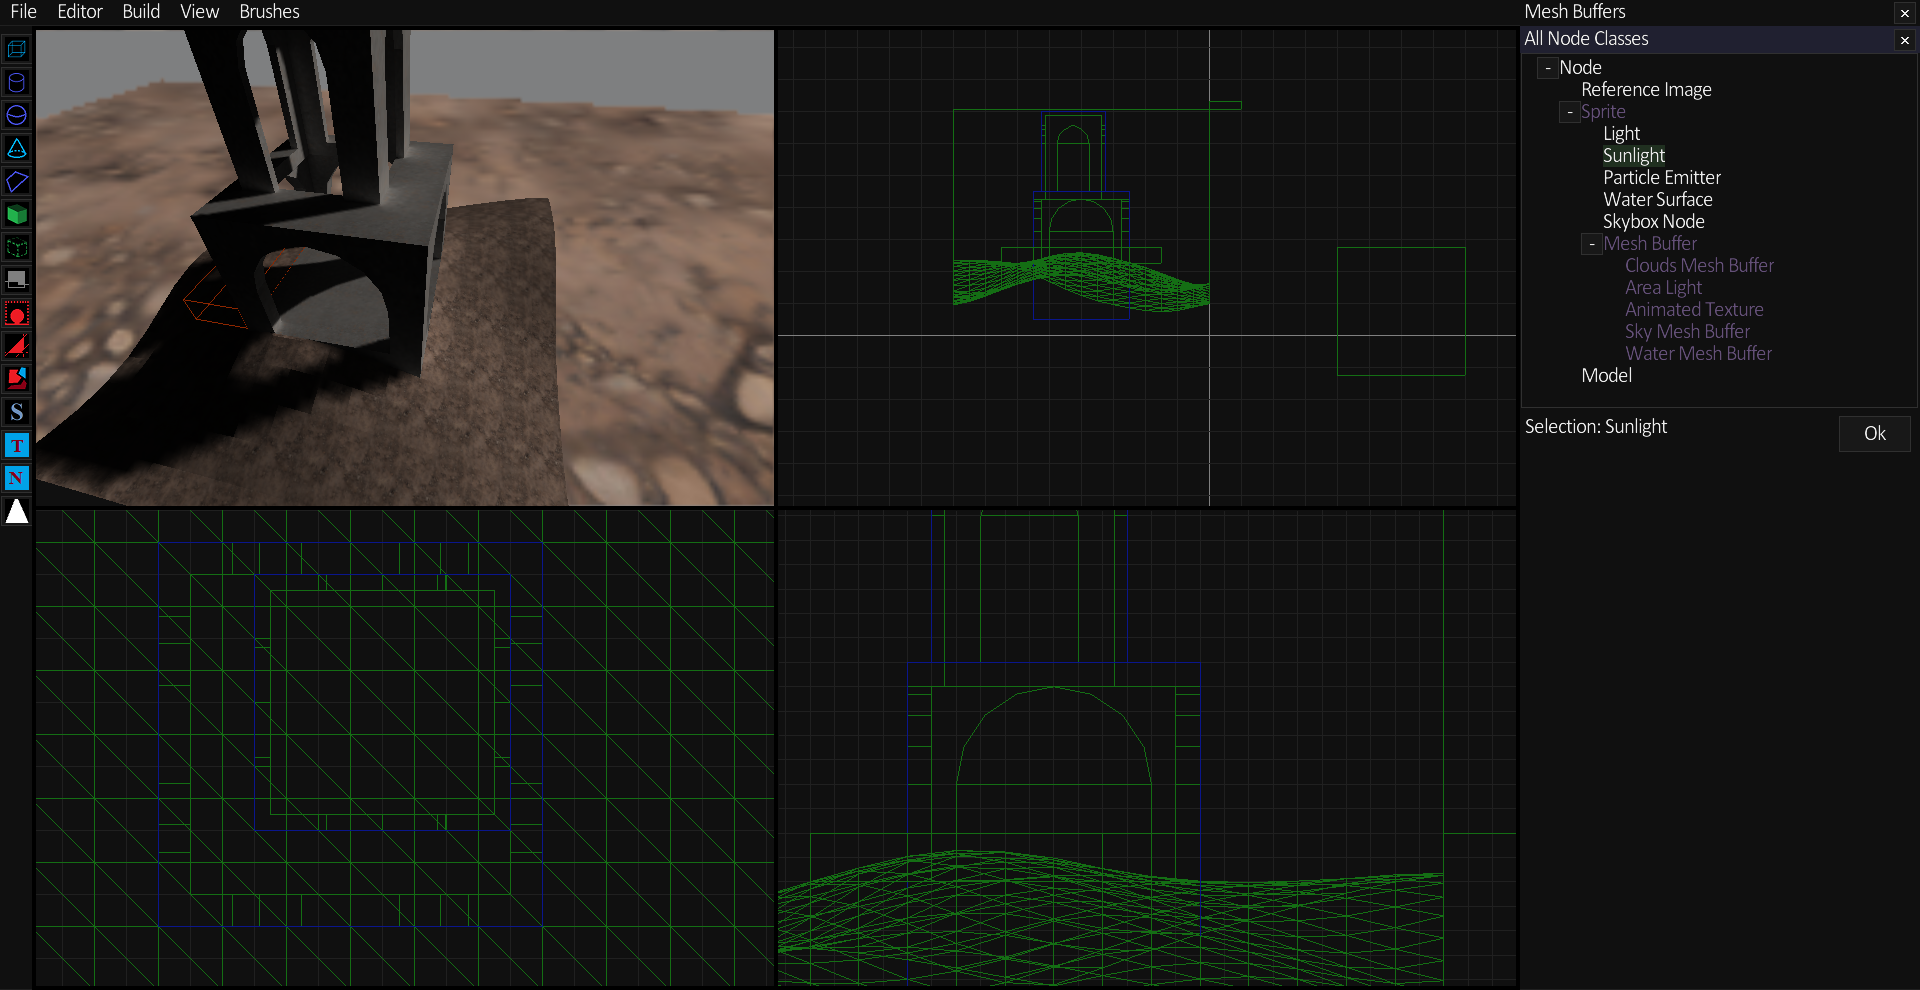 File Editor Build View Brushes
Mesh Buffers ×
All Node Classes ×
- Node
Reference Image
- Sprite
Light
Sunlight
Particle Emitter
Water Surface
Skybox Node
- Mesh Buffer
Clouds Mesh Buffer
Area Light
Animated Texture
Sky Mesh Buffer
Water Mesh Buffer
Model
Selection: Sunlight
Ok
S
T
N